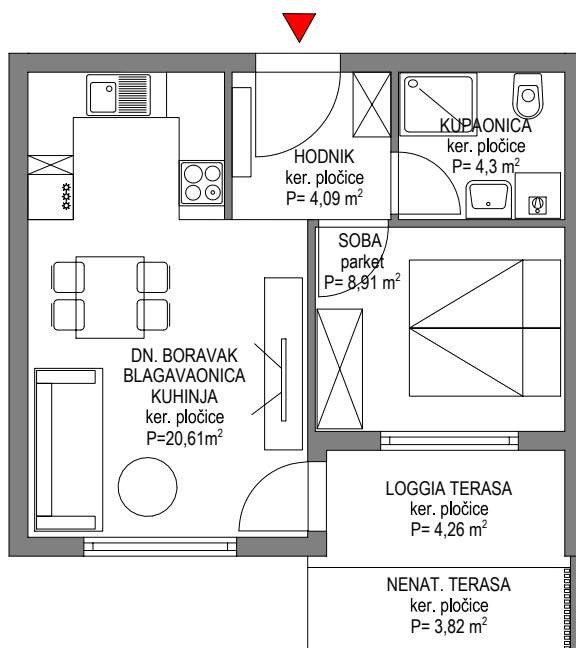 KUPAONICA
ker. pločice
P= 4,3 m²
HODNIK
ker. pločice
P= 4,09 m²
SOBA
parket
P= 8,91 m²
DN. BORAVAK
BLAGAVAONICA
KUHINJA
ker. pločice
P=20,61m²
LOGGIA TERASA
ker. pločice
P= 4,26 m²
NENAT. TERASA
ker. pločice
P= 3,82 m²